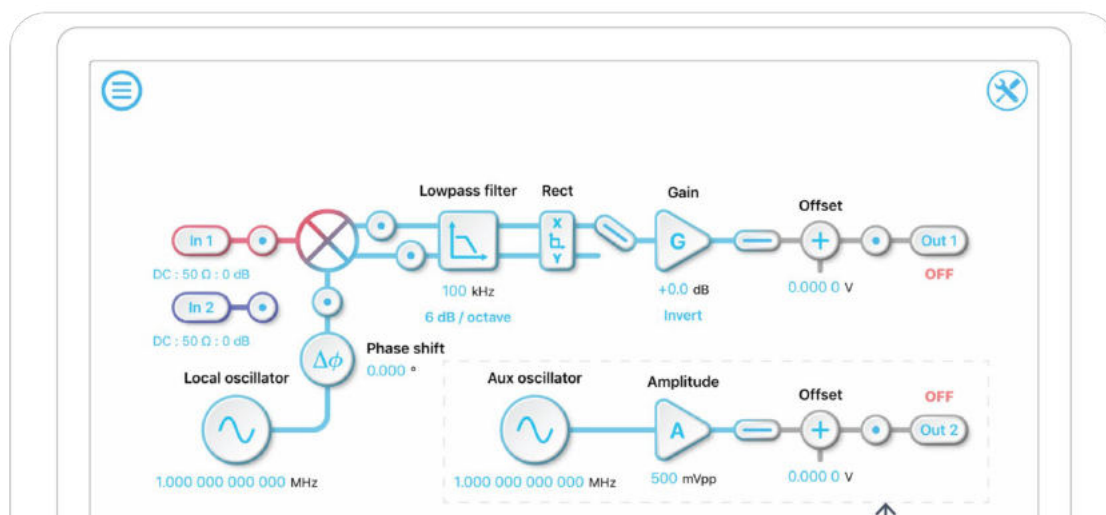 Lowpass filter
Rect
Gain
Offset
In 1
X
Y
G
Out 1
DC : 50 Ω : 0 dB
100 kHz
+0.0 dB
0.000 0 V
OFF
In 2
6 dB / octave
Invert
DC : 50 Ω : 0 dB
Δϕ
Phase shift
0.000 °
Local oscillator
Aux oscillator
Amplitude
Offset
OFF
A
Out 2
1.000 000 000 000 MHz
1.000 000 000 000 MHz
500 mVpp
0.000 0 V